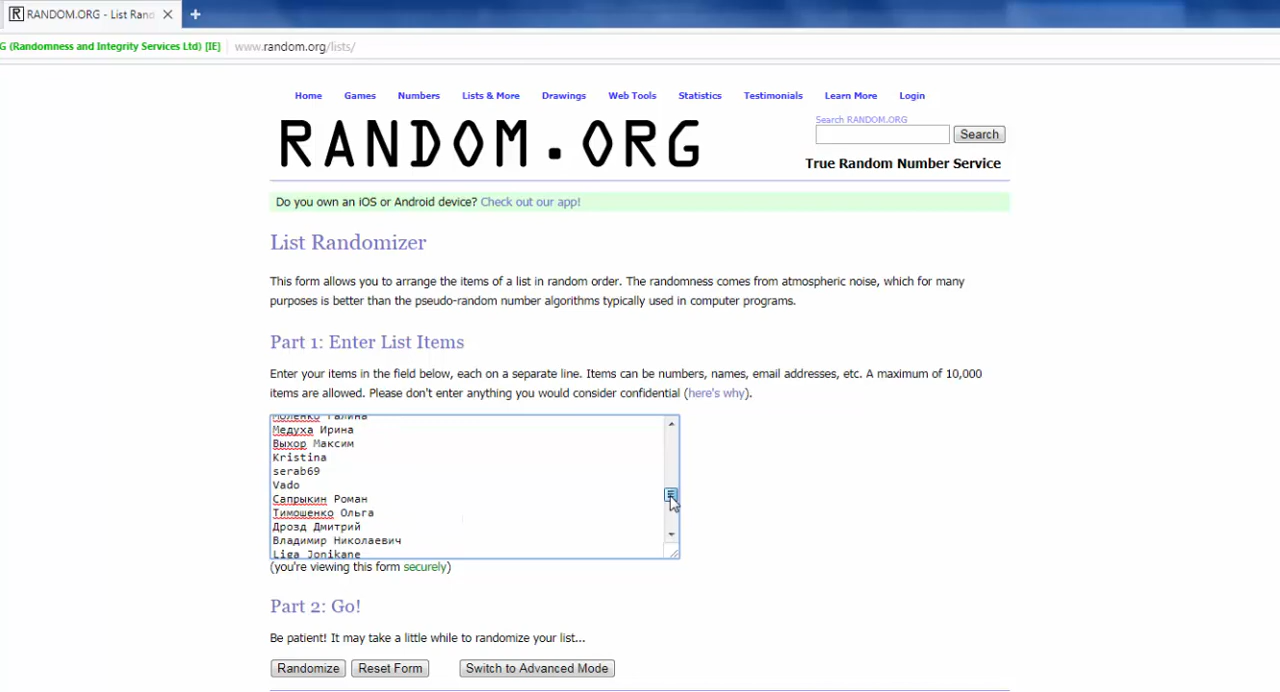 RANDOM.ORG - List Rand
G (Randomness and Integrity Services Ltd) [IE] www.random.org/lists/
Home Games Numbers Lists & More Drawings Web Tools Statistics Testimonials Learn More Login
RANDOM.ORG
Search RANDOM.ORG
Search
True Random Number Service
Do you own an iOS or Android device? Check out our app!
List Randomizer
This form allows you to arrange the items of a list in random order. The randomness comes from atmospheric noise, which for many
purposes is better than the pseudo-random number algorithms typically used in computer programs.
Part 1: Enter List Items
Enter your items in the field below, each on a separate line. Items can be numbers, names, email addresses, etc. A maximum of 10,000
items are allowed. Please don't enter anything you would consider confidential (here's why).
Моленко Галина
Медуха Ирина
Выхор Максим
Kristina
serab69
Vado
Сапрыкин Роман
Тимошенко Ольга
Дрозд Дмитрий
Владимир Николаевич
Liga Jonikane
(you're viewing this form securely)
Part 2: Go!
Be patient! It may take a little while to randomize your list...
Randomize Reset Form Switch to Advanced Mode